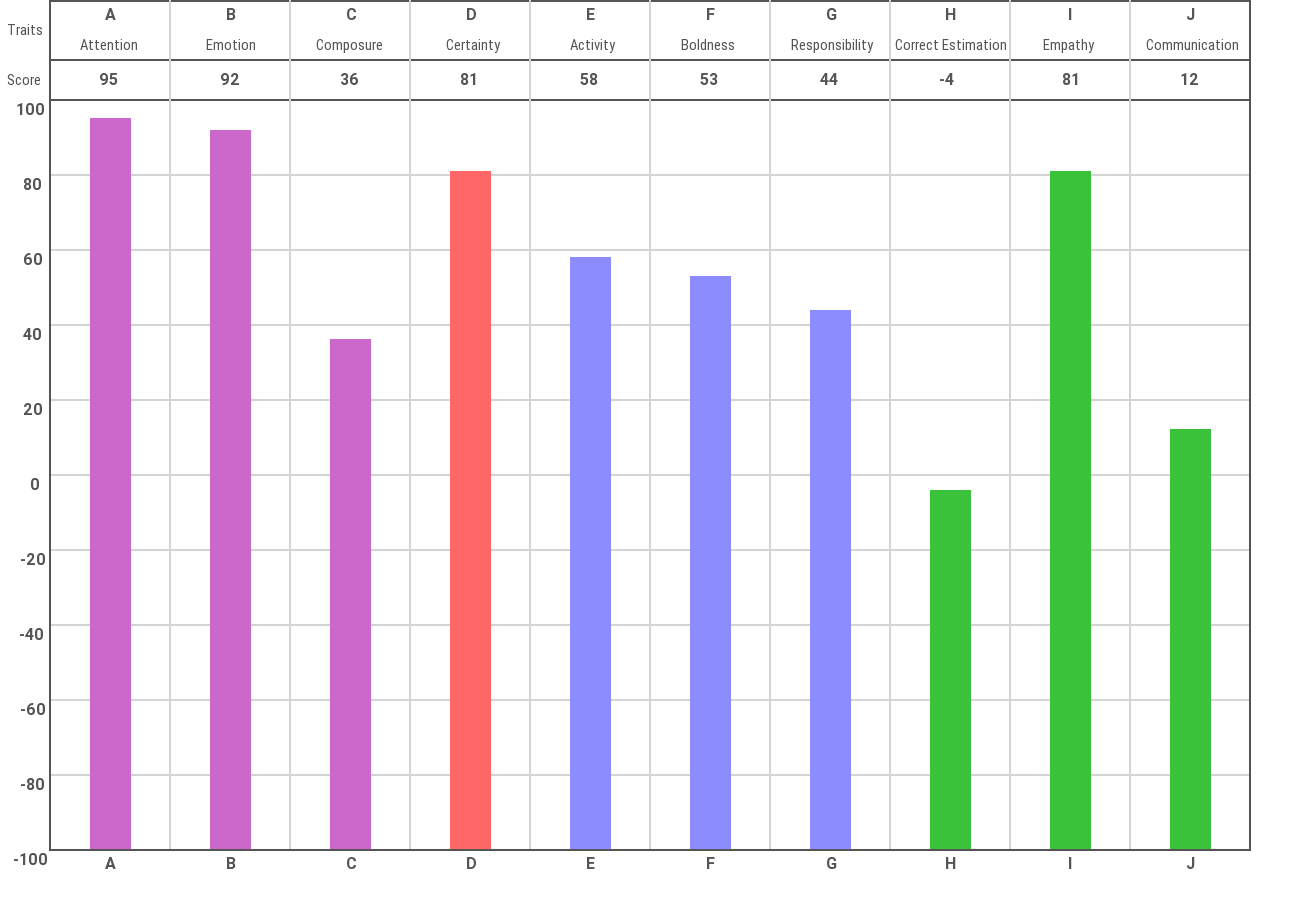 A B C D E F G H I J
Traits
Attention Emotion Composure Certainty Activity Boldness Responsibility Correct Estimation Empathy Communication
Score 95 92 36 81 58 53 44 -4 81 12
100
80
60
40
20
0
-20
-40
-60
-80
-100
A B C D E F G H I J